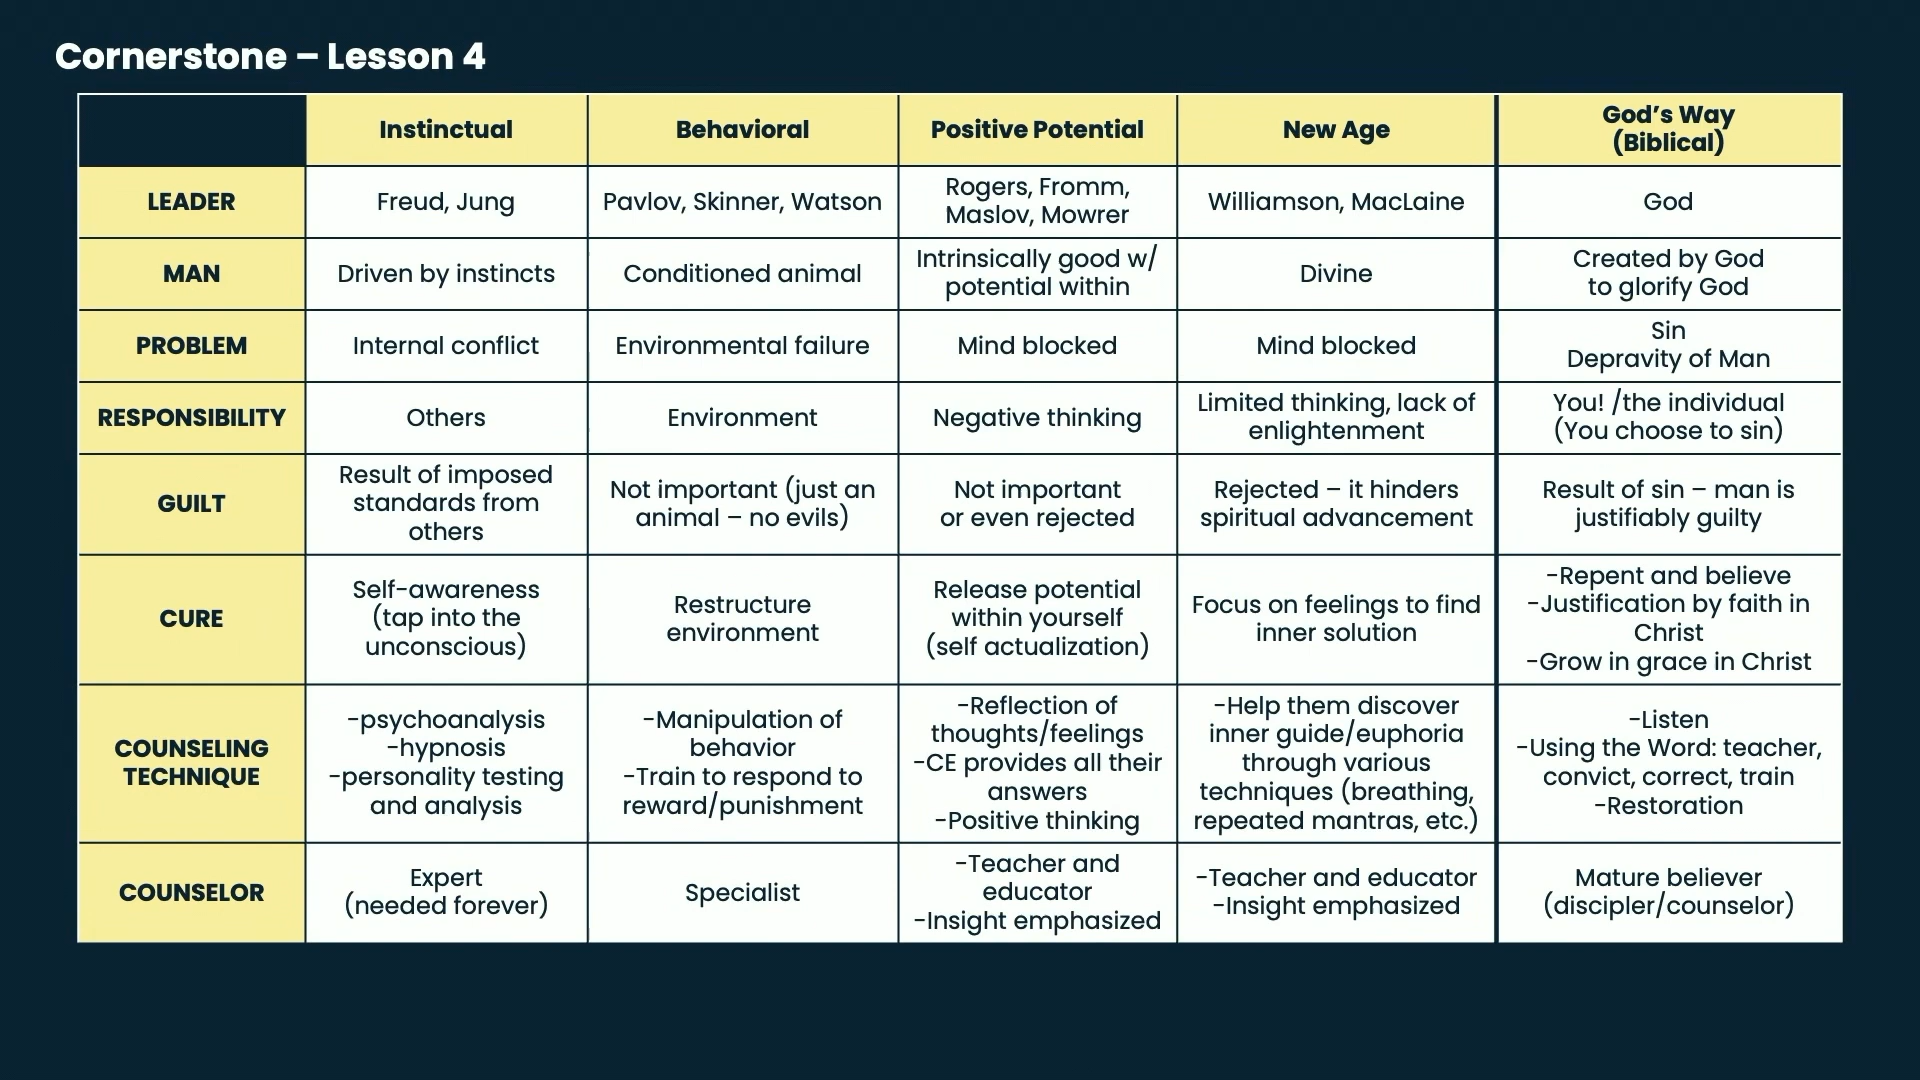 Cornerstone – Lesson 4
Instinctual
Behavioral
Positive Potential
New Age
God's Way
(Biblical)
LEADER
Freud, Jung
Pavlov, Skinner, Watson
Rogers, Fromm,
Maslov, Mowrer
Williamson, MacLaine
God
MAN
Driven by instincts
Conditioned animal
Intrinsically good w/
potential within
Divine
Created by God
to glorify God
PROBLEM
Internal conflict
Environmental failure
Mind blocked
Mind blocked
Sin
Depravity of Man
RESPONSIBILITY
Others
Environment
Negative thinking
Limited thinking, lack of
enlightenment
You! /the individual
(You choose to sin)
GUILT
Result of imposed
standards from
others
Not important (just an
animal – no evils)
Not important
or even rejected
Rejected – it hinders
spiritual advancement
Result of sin – man is
justifiably guilty
CURE
Self-awareness
(tap into the
unconscious)
Restructure
environment
Release potential
within yourself
(self actualization)
Focus on feelings to find
inner solution
-Repent and believe
-Justification by faith in
Christ
-Grow in grace in Christ
COUNSELING
TECHNIQUE
-psychoanalysis
-hypnosis
-personality testing
and analysis
-Manipulation of
behavior
-Train to respond to
reward/punishment
-Reflection of
thoughts/feelings
-CE provides all their
answers
-Positive thinking
-Help them discover
inner guide/euphoria
through various
techniques (breathing,
repeated mantras, etc.)
-Listen
-Using the Word: teacher,
convict, correct, train
-Restoration
COUNSELOR
Expert
(needed forever)
Specialist
-Teacher and
educator
-Insight emphasized
-Teacher and educator
-Insight emphasized
Mature believer
(discipler/counselor)